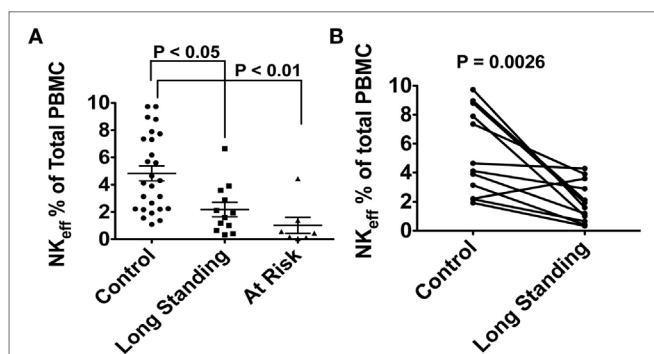 A
P < 0.05
P < 0.01
NKeff % of Total PBMC
10
8
6
4
2
0
Control
Long Standing
At Risk
B
P = 0.0026
NKeff % of total PBMC
10
8
6
4
2
0
Control
Long Standing